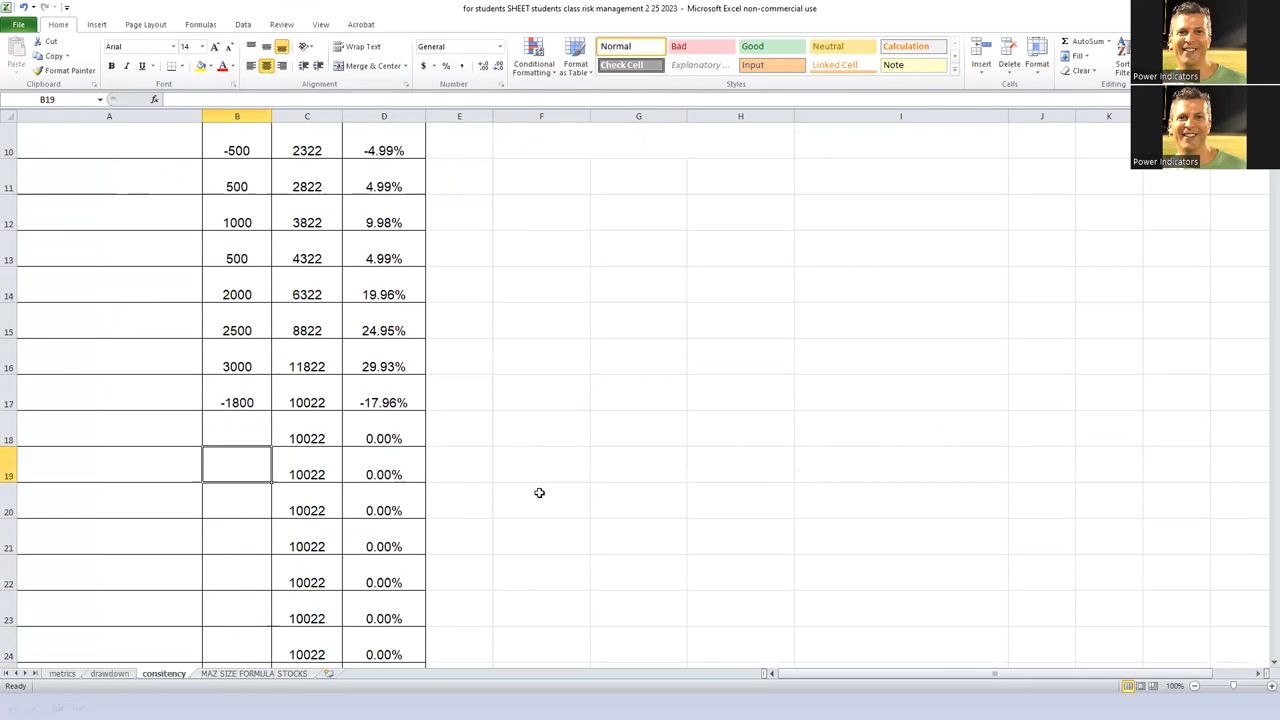 for students SHEET students class risk management 2 25 2023 - Microsoft Excel non-commercial use
File Home Insert Page Layout Formulas Data Review View Acrobat
Cut Arial 14 Wrap Text General Normal Bad Good Neutral Calculation AutoSum
Copy Fill
Paste Format Painter Merge & Center Conditional Formatting Format as Table Check Cell Explanatory ... Input Linked Cell Note Insert Delete Format Clear Sort
Clipboard Font Alignment Number Styles Cells Editing
Power Indicators
Power Indicators
B19 fx
A B C D E F G H I J K
10 -500 2322 -4.99%
11 500 2822 4.99%
12 1000 3822 9.98%
13 500 4322 4.99%
14 2000 6322 19.96%
15 2500 8822 24.95%
16 3000 11822 29.93%
17 -1800 10022 -17.96%
18 10022 0.00%
19 10022 0.00%
20 10022 0.00%
21 10022 0.00%
22 10022 0.00%
23 10022 0.00%
24 10022 0.00%
metrics drawdown consitency MAZ SIZE FORMULA STOCKS
Ready 100%